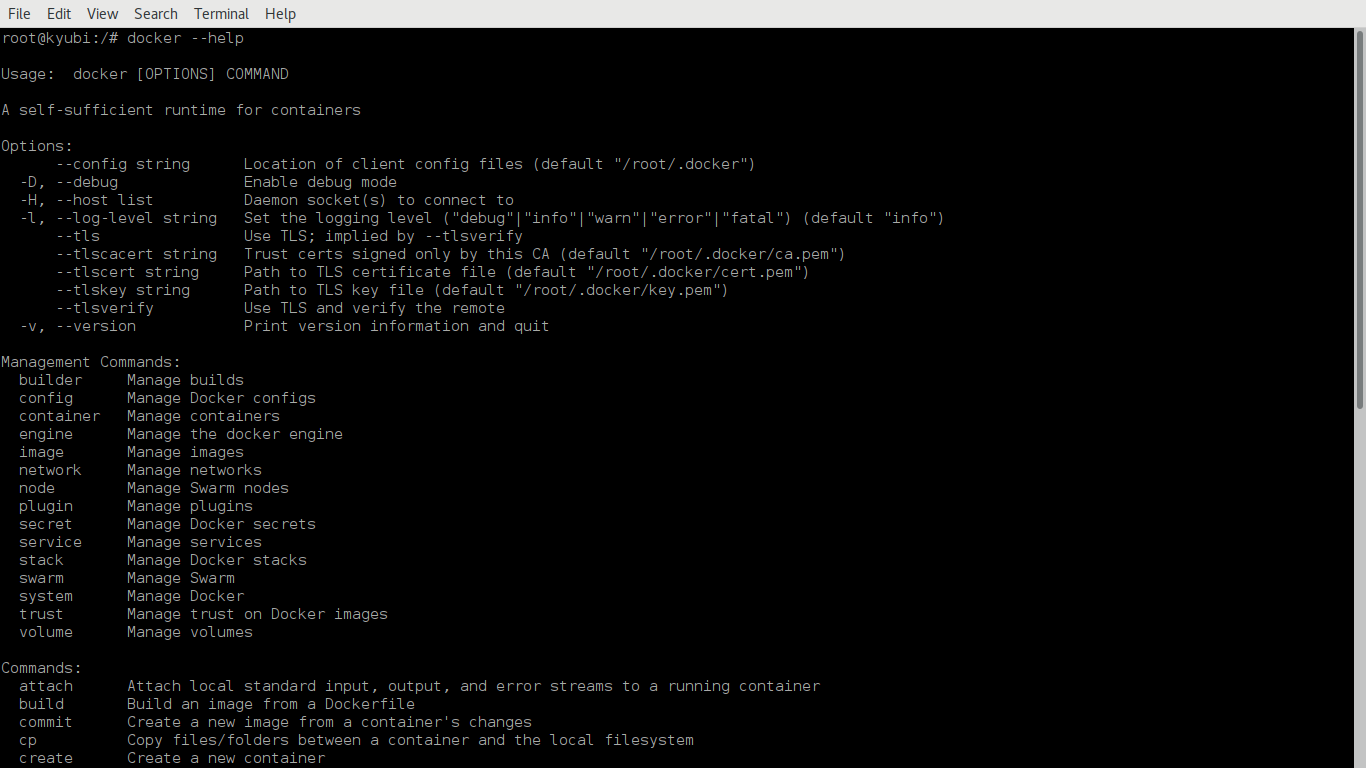 File Edit View Search Terminal Help
root@kyubi:/# docker --help
Usage:  docker [OPTIONS] COMMAND
A self-sufficient runtime for containers
Options:
      --config string      Location of client config files (default "/root/.docker")
  -D, --debug              Enable debug mode
  -H, --host list          Daemon socket(s) to connect to
  -l, --log-level string   Set the logging level ("debug"|"info"|"warn"|"error"|"fatal") (default "info")
      --tls                Use TLS; implied by --tlsverify
      --tlscacert string   Trust certs signed only by this CA (default "/root/.docker/ca.pem")
      --tlscert string     Path to TLS certificate file (default "/root/.docker/cert.pem")
      --tlskey string      Path to TLS key file (default "/root/.docker/key.pem")
      --tlsverify          Use TLS and verify the remote
  -v, --version            Print version information and quit
Management Commands:
  builder     Manage builds
  config      Manage Docker configs
  container   Manage containers
  engine      Manage the docker engine
  image       Manage images
  network     Manage networks
  node        Manage Swarm nodes
  plugin      Manage plugins
  secret      Manage Docker secrets
  service     Manage services
  stack       Manage Docker stacks
  swarm       Manage Swarm
  system      Manage Docker
  trust       Manage trust on Docker images
  volume      Manage volumes
Commands:
  attach      Attach local standard input, output, and error streams to a running container
  build       Build an image from a Dockerfile
  commit      Create a new image from a container's changes
  cp          Copy files/folders between a container and the local filesystem
  create      Create a new container